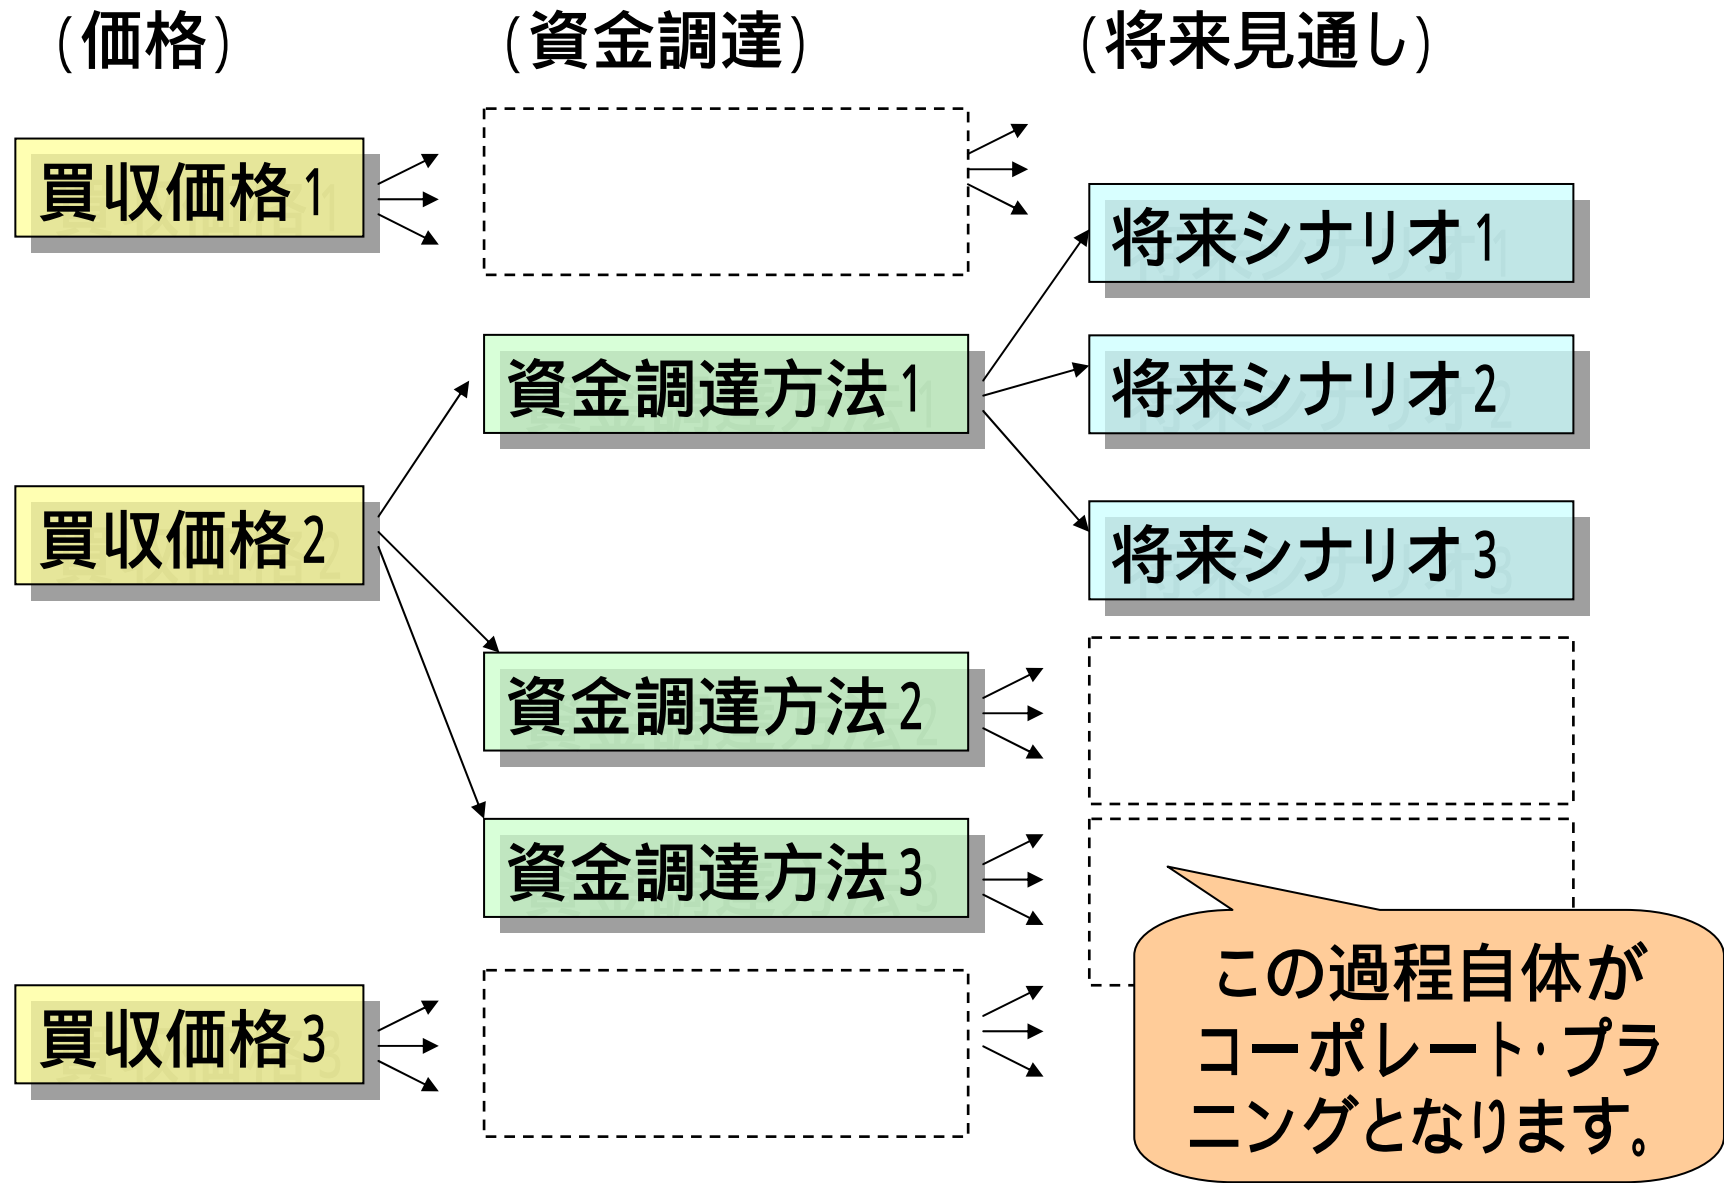 (価格)
(資金調達)
(将来見通し)
買収価格1
将来シナリオ1
資金調達方法1
将来シナリオ2
買収価格2
将来シナリオ3
資金調達方法2
資金調達方法3
買収価格3
この過程自体が
コーポレート・プラ
ニングとなります。